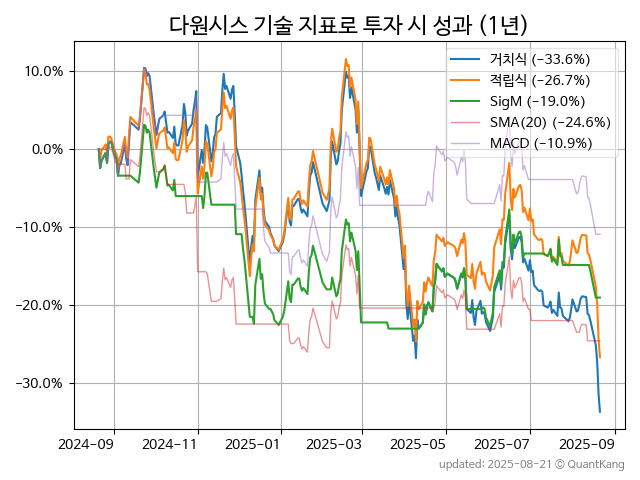 다원시스 기술 지표로 투자 시 성과 (1년)
거치식 (−33.6%)
적립식 (−26.7%)
SigM (−19.0%)
SMA(20) (−24.6%)
MACD (−10.9%)
10.0%
0.0%
−10.0%
−20.0%
−30.0%
2024-09 2024-11 2025-01 2025-03 2025-05 2025-07 2025-09
updated: 2025-08-21 © QuantKang